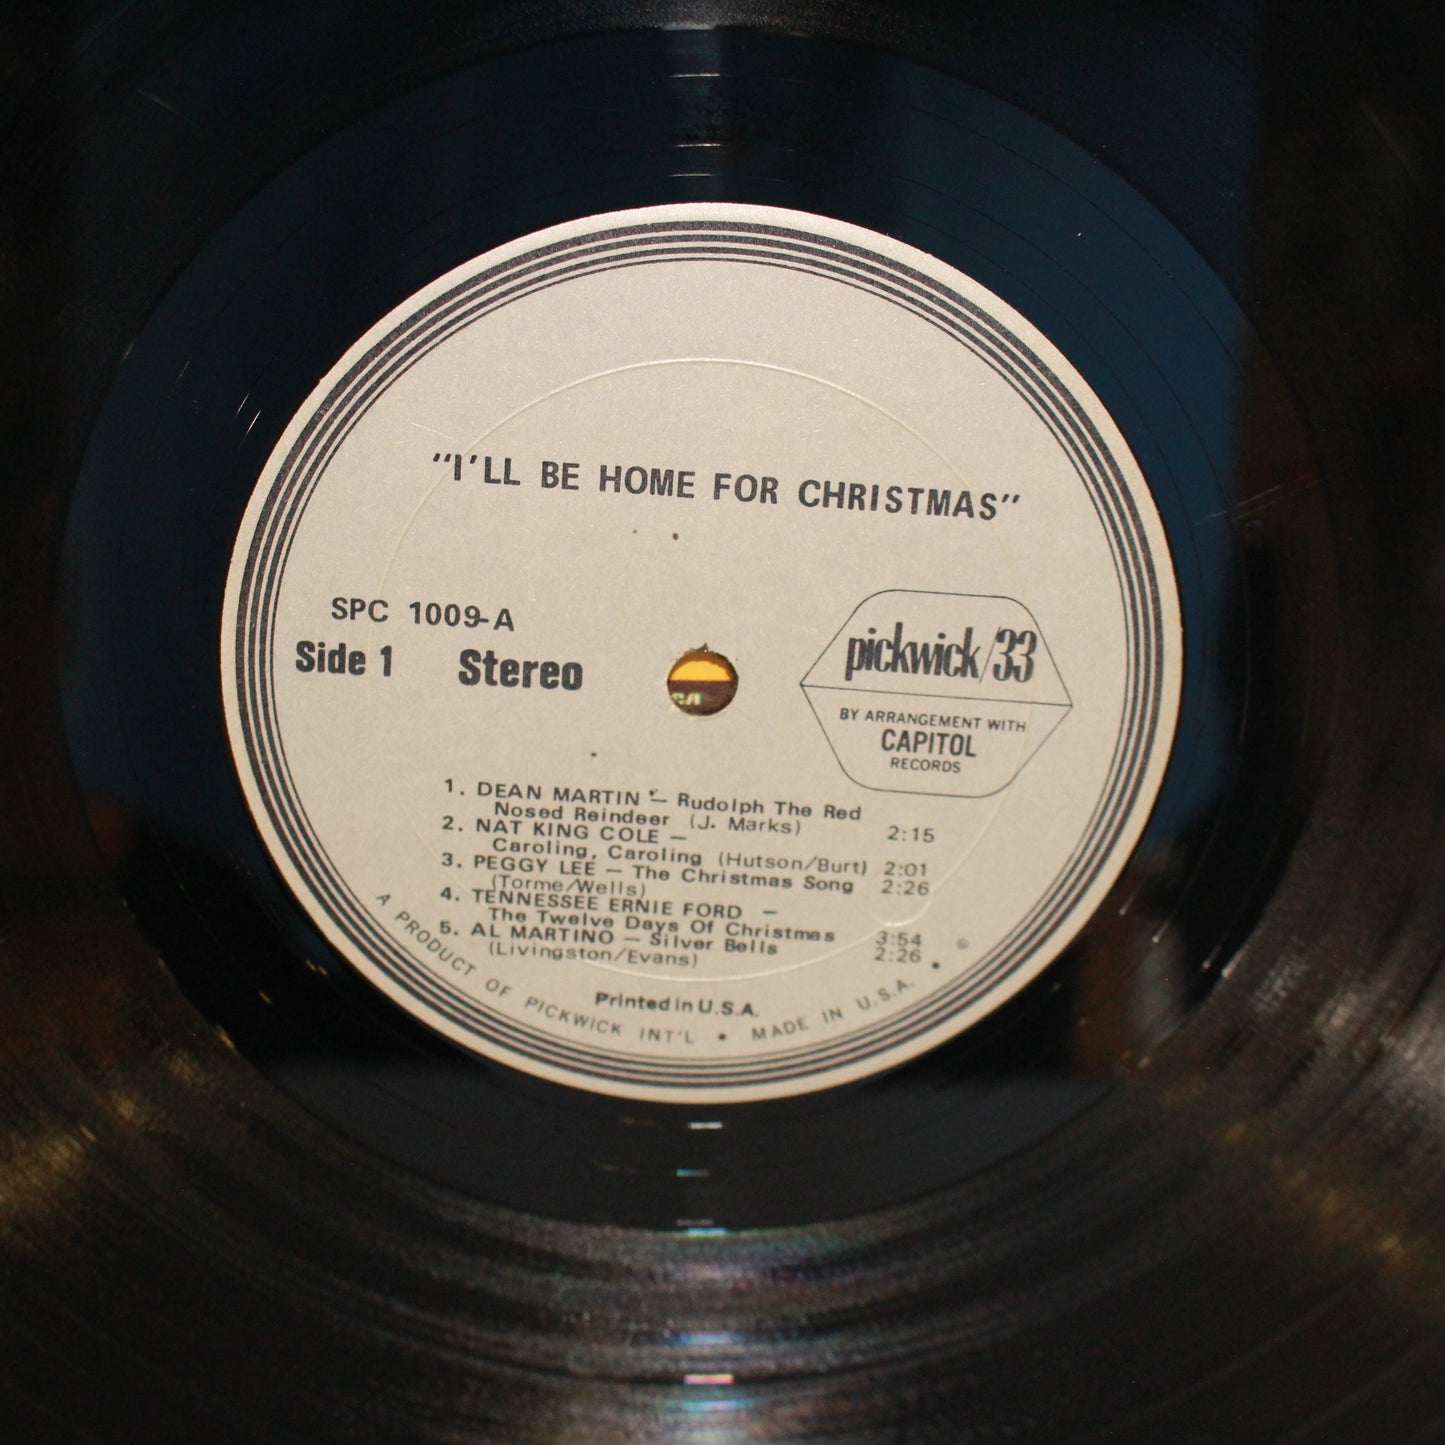 "I'LL BE HOME FOR CHRISTMAS"
SPC 1009-A
Side 1 Stereo
pickwick/33
BY ARRANGEMENT WITH
CAPITOL
RECORDS
1. DEAN MARTIN – Rudolph The Red
Nosed Reindeer (J. Marks) 2:15
2. NAT KING COLE –
Caroling, Caroling (Hutson/Burt) 2:01
3. PEGGY LEE – The Christmas Song 2:26
(Torme/Wells)
4. TENNESSEE ERNIE FORD –
The Twelve Days Of Christmas 3:54
5. AL MARTINO – Silver Bells 2:26
(Livingston/Evans)
Printed in U.S.A.
A PRODUCT OF PICKWICK INT'L • MADE IN U.S.A. • ©